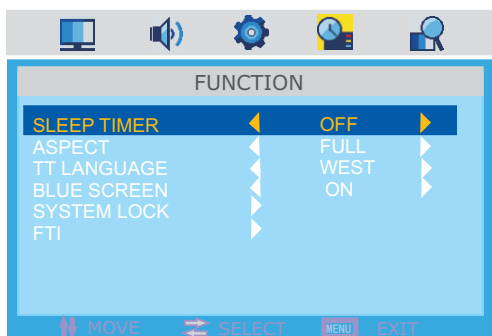 FUNCTION
SLEEP TIMER OFF
ASPECT FULL
TT LANGUAGE WEST
BLUE SCREEN ON
SYSTEM LOCK
FTI
MOVE SELECT MENU EXIT